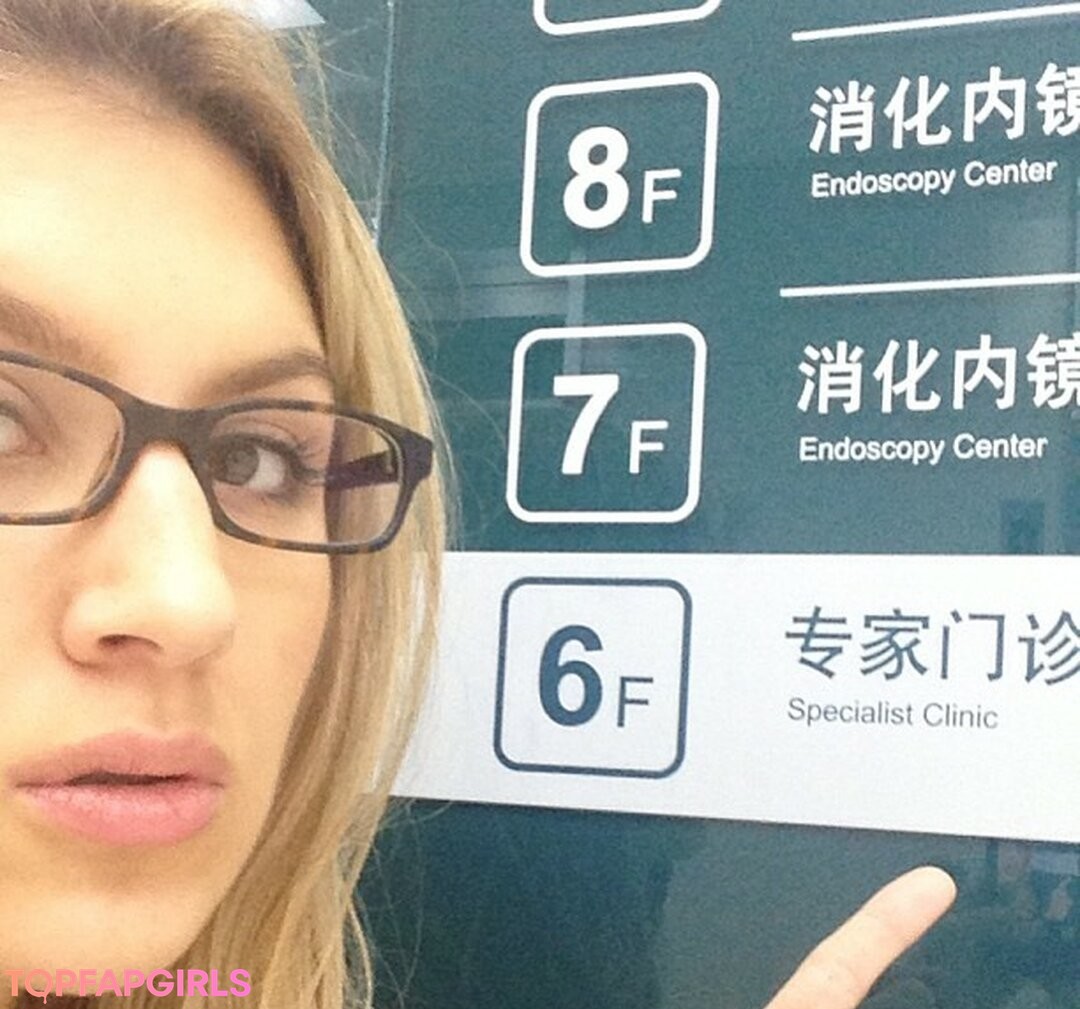 8F
消化内镜
Endoscopy Center
7F
消化内镜
Endoscopy Center
6F
专家门诊
Specialist Clinic
TOPFAPGIRLS